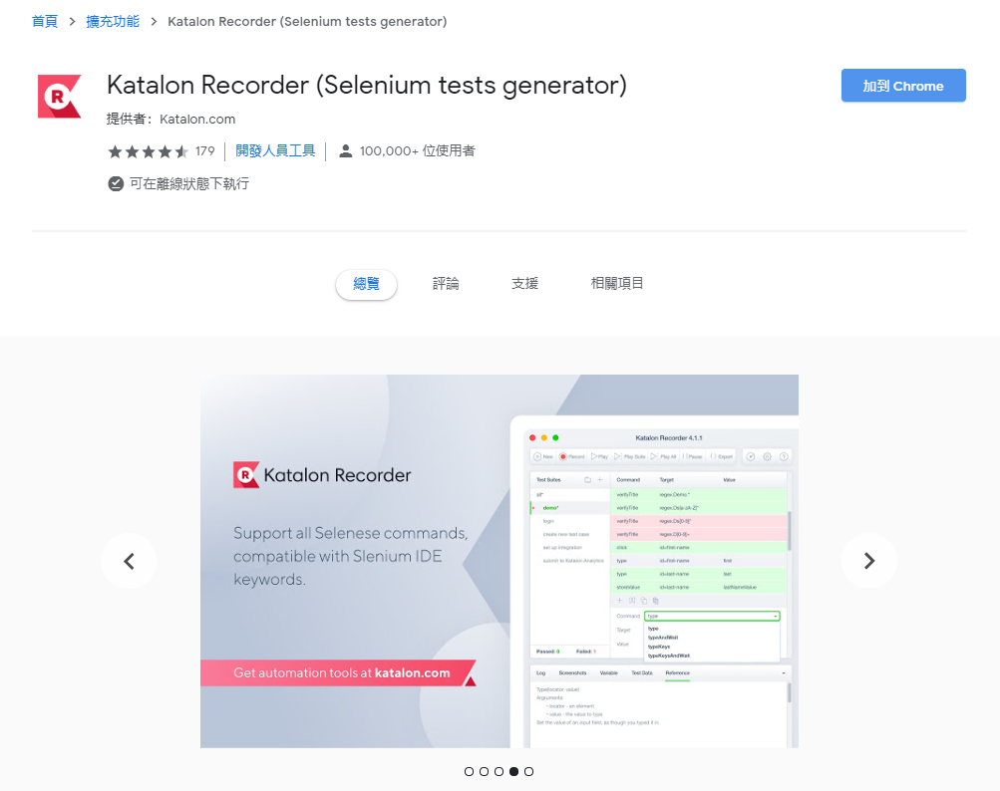 首頁 > 擴充功能 > Katalon Recorder (Selenium tests generator)
R
Katalon Recorder (Selenium tests generator)
加到 Chrome
提供者： Katalon.com
179 開發人員工具 100,000+ 位使用者
可在離線狀態下執行
總覽 評論 支援 相關項目
R Katalon Recorder
Support all Selenese commands,
compatible with Slenium IDE
keywords.
Get automation tools at katalon.com
Katalon Recorder 4.1.1
New Record Play Play Suite Play All Pause Export
Test Suites Command Target Value
verifyTitle regex:Demo.*
demo*
login
create new test case
set up integration
submit to Katalon Analytics
verifyTitle
verifyTitle
verifyTitle
click id=first-name
type id=first-name first
type id=last-name last
storeValue id=last-name lastNameValue
Command type
Target type
typeAndWait
Value typeKeys
typeKeysAndWait
Passed: 0 Failed: 1
Log Screenshots Variable Test Data Reference
Type(locator, value)
Arguments:
- locator - an element
- value - the value to type
Set the value of an input field, as though you typed it in.